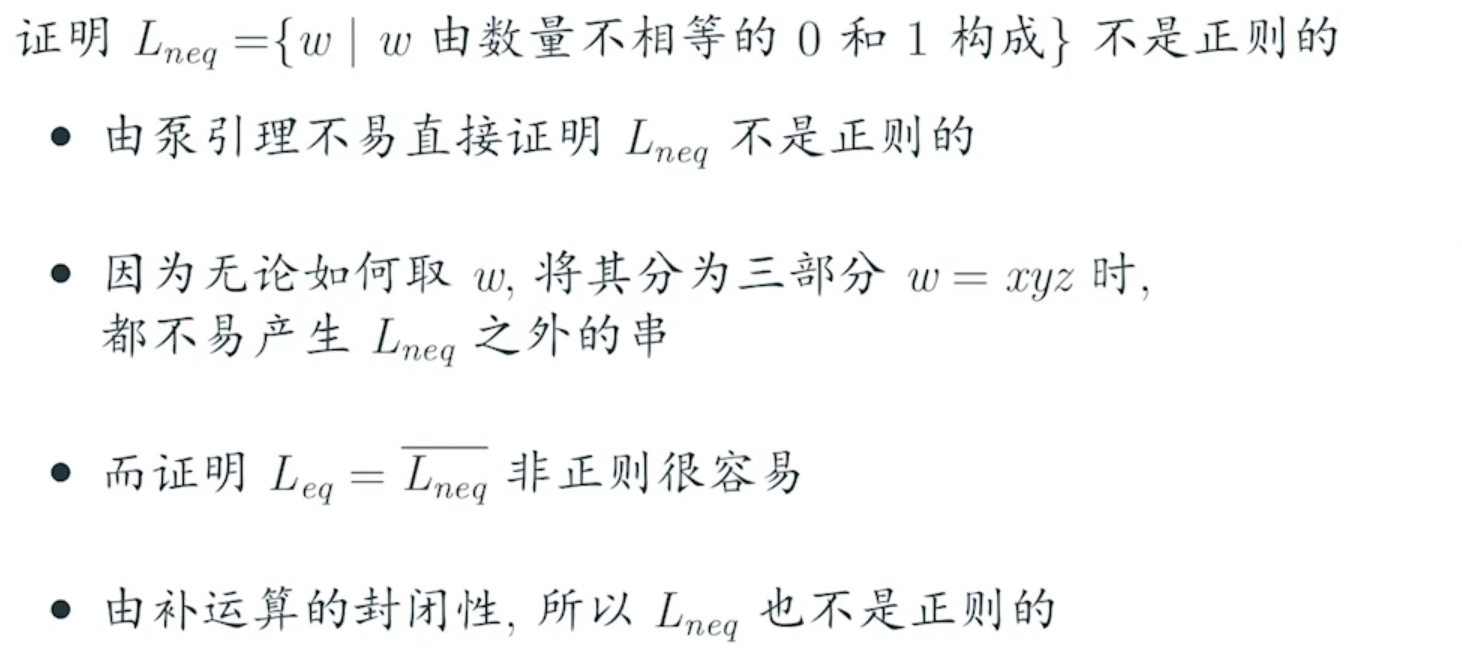 证明 L_{neq} ={w | w 由数量不相等的 0 和 1 构成} 不是正则的
• 由泵引理不易直接证明 L_{neq} 不是正则的
• 因为无论如何取 w, 将其分为三部分 w = xyz 时,
都不易产生 L_{neq} 之外的串
• 而证明 L_{eq} = \overline{L_{neq}} 非正则很容易
• 由补运算的封闭性, 所以 L_{neq} 也不是正则的